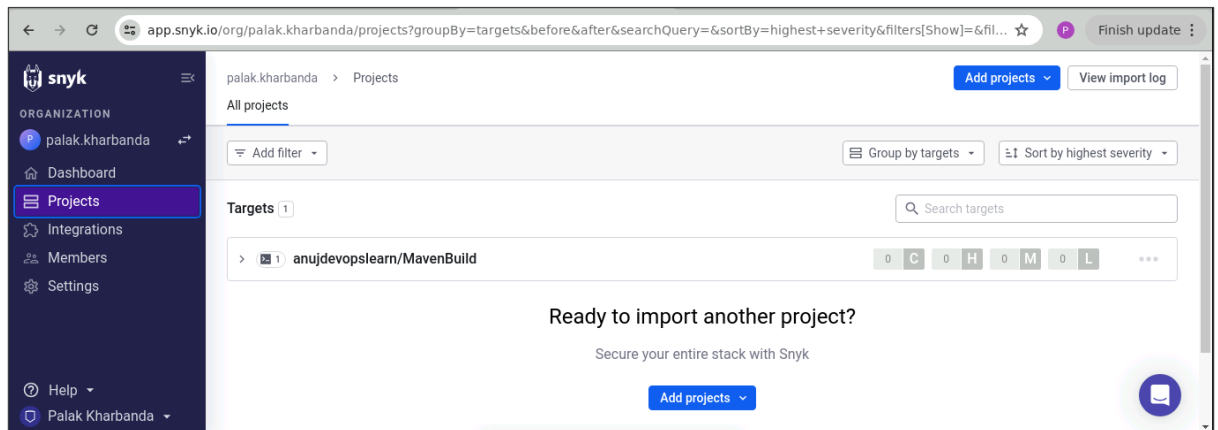 app.snyk.io/org/palak.kharbanda/projects?groupBy=targets&before&after&searchQuery=&sortBy=highest+severity&filters[Show]=&fil...
P
Finish update
snyk
ORGANIZATION
P palak.kharbanda
Dashboard
Projects
Integrations
Members
Settings
Help
Palak Kharbanda
palak.kharbanda > Projects
Add projects
View import log
All projects
Add filter
Group by targets
Sort by highest severity
Targets 1
Search targets
1 anujdevopslearn/MavenBuild
0 C 0 H 0 M 0 L
Ready to import another project?
Secure your entire stack with Snyk
Add projects